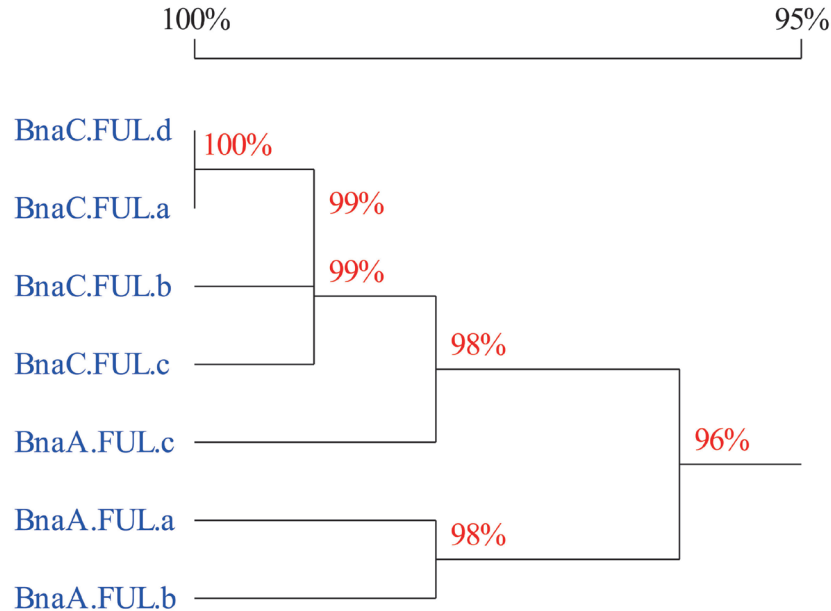 100% 95%
BnaC.FUL.d
100%
BnaC.FUL.a 99%
BnaC.FUL.b 99%
98%
BnaC.FUL.c
BnaA.FUL.c 96%
BnaA.FUL.a 98%
BnaA.FUL.b